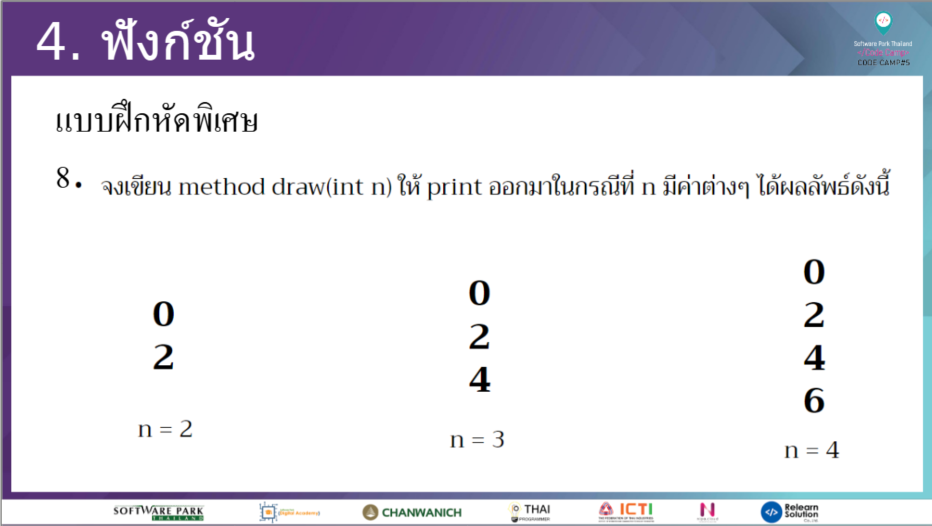 4. ฟังก์ชัน
Software Park Thailand
CODE CAMP#5
แบบฝึกหัดพิเศษ
8. จงเขียน method draw(int n) ให้ print ออกมาในกรณีที่ n มีค่าต่างๆ ได้ผลลัพธ์ดังนี้
0
2
n = 2
0
2
4
n = 3
0
2
4
6
n = 4
SOFTWARE PARK
THAILAND
Digital Academy
CHANWANICH
THAI
PROGRAMMER
ICTI
N
Relearn
Solution
Co.,Ltd